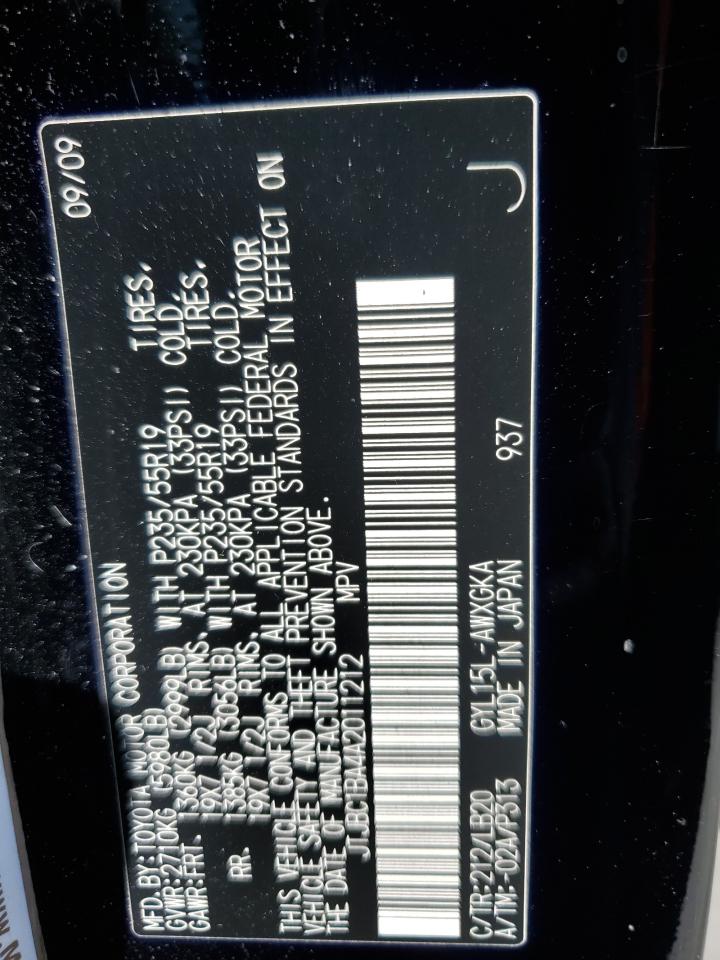 09/09
MFD.BY:TOYOTA MOTOR CORPORATION
GVWR:2710KG (5980LB)
GAWR:FRT. 1360KG (2999LB) WITH P235/55R19 TIRES.
19X7 1/2J RIMS. AT 230KPA (33PSI) COLD.
RR. 1385KG (3056LB) WITH P235/55R19 TIRES.
19X7 1/2J RIMS. AT 230KPA (33PSI) COLD.
THIS VEHICLE CONFORMS TO ALL APPLICABLE FEDERAL MOTOR
VEHICLE SAFETY AND THEFT PREVENTION STANDARDS IN EFFECT ON
THE DATE OF MANUFACTURE SHOWN ABOVE.
JTJBC1BA4A2011212 MPV
C/TR:212/LB20 GYL15L-AWXGKA 937 J
A/TM:-02A/P313 MADE IN JAPAN